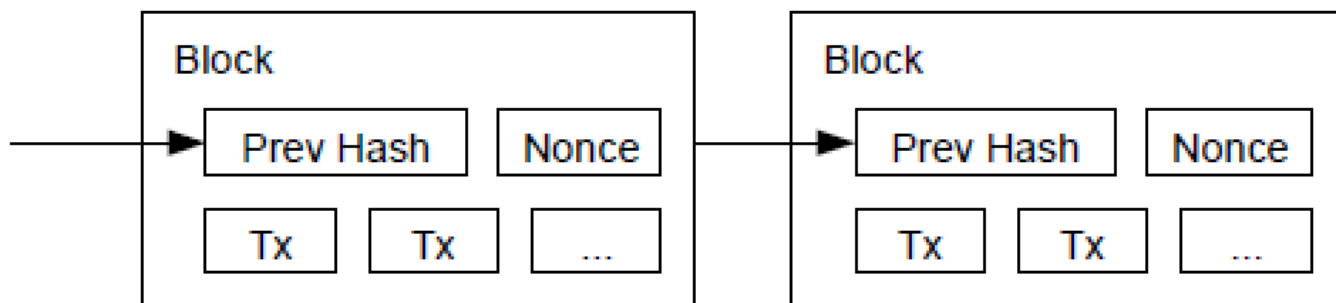 Block
Prev Hash Nonce
Tx Tx ...
Block
Prev Hash Nonce
Tx Tx ...